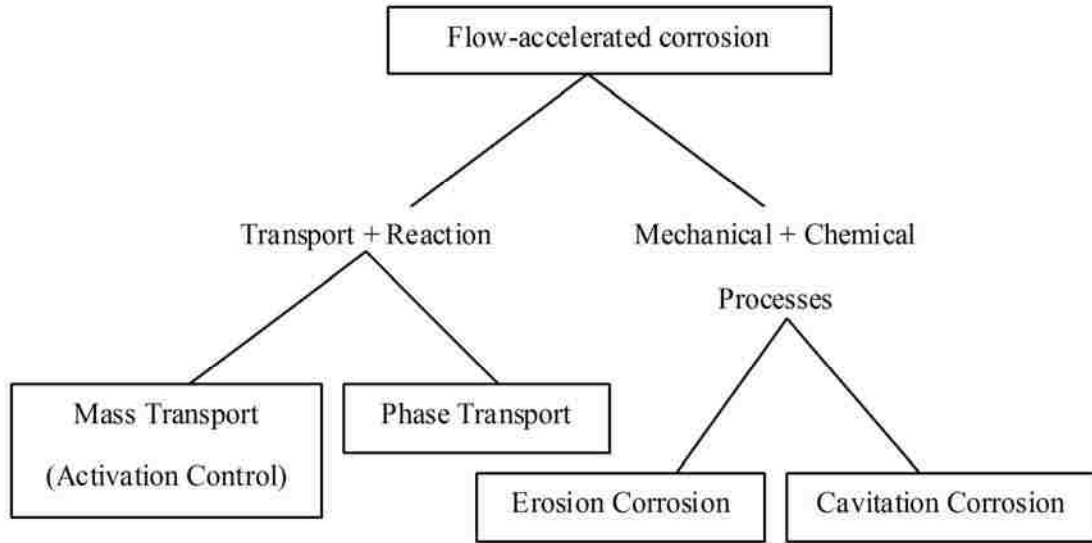 Flow-accelerated corrosion
Transport + Reaction
Mechanical + Chemical
Processes
Mass Transport
(Activation Control)
Phase Transport
Erosion Corrosion
Cavitation Corrosion